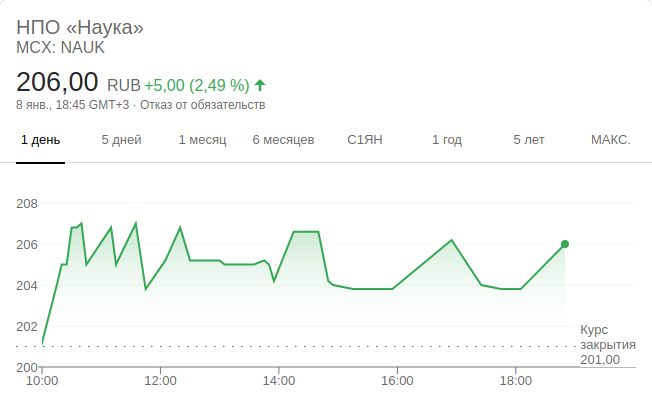 НПО «Наука»
MCX: NAUK
206,00 RUB +5,00 (2,49 %)
8 янв., 18:45 GMT+3 · Отказ от обязательств
1 день 5 дней 1 месяц 6 месяцев С1ЯН 1 год 5 лет МАКС.
208
206
204
202
Курс
закрытия
201,00
200
10:00 12:00 14:00 16:00 18:00